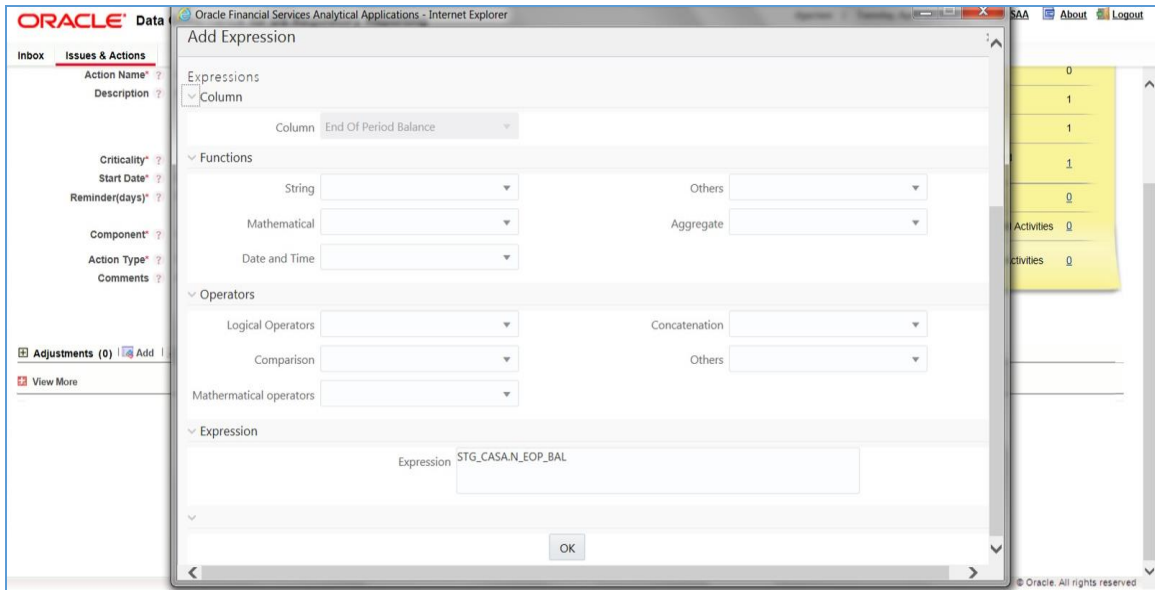 Oracle Financial Services Analytical Applications - Internet Explorer
ORACLE® Data
SAA About Logout
Add Expression
Inbox Issues & Actions
Action Name* ? 0
Expressions
Description ? 1
Column
Column End Of Period Balance
1
Criticality* ? 1
Functions
Start Date* ?
String Others
Reminder(days)* ? 0
Mathematical Aggregate
Component* ? Activities 0
Action Type* ? ctivities 0
Date and Time
Comments ?
Operators
Logical Operators Concatenation
Adjustments (0) Add
Comparison Others
View More
Mathermatical operators
Expression
Expression STG_CASA.N_EOP_BAL
OK
© Oracle. All rights reserved